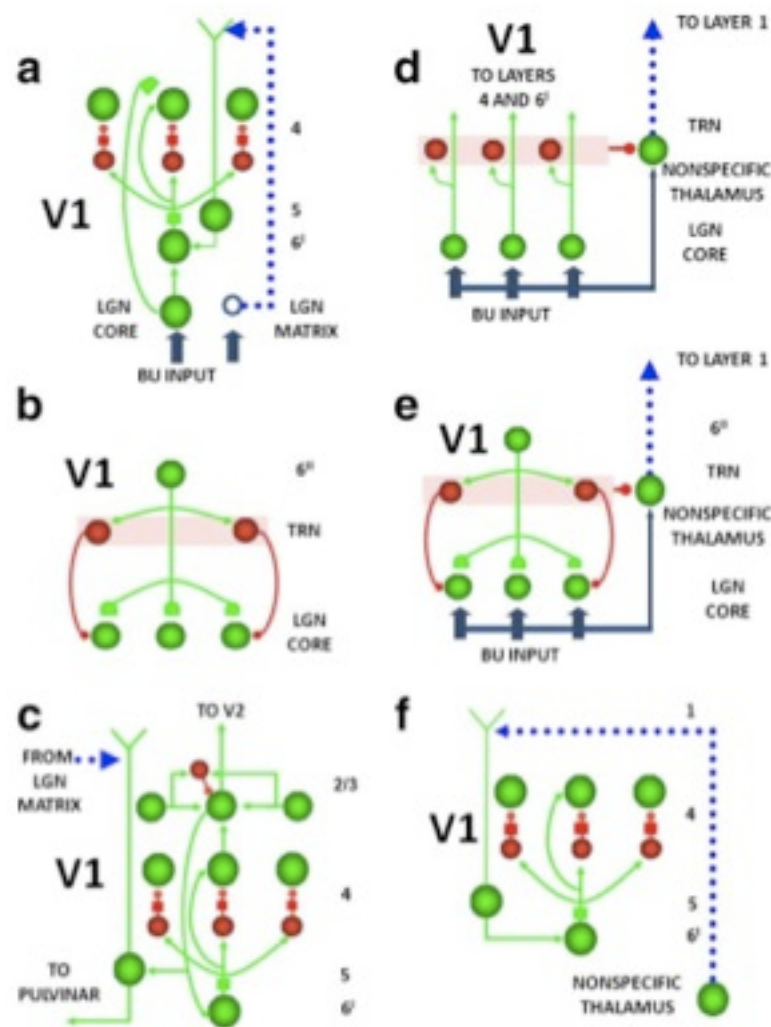 a
4
V1
5
6ᴵ
LGN
CORE
LGN
MATRIX
BU INPUT
b
V1
6ᴵᴵ
TRN
LGN
CORE
c
TO V2
FROM
LGN
MATRIX
2/3
V1
4
TO
PULVINAR
5
6ᴵ
d
V1
TO LAYERS
4 AND 6ᴵ
TO LAYER 1
TRN
NONSPECIFIC
THALAMUS
LGN
CORE
BU INPUT
e
TO LAYER 1
V1
6ᴵᴵ
TRN
NONSPECIFIC
THALAMUS
LGN
CORE
BU INPUT
f
1
4
V1
5
6ᴵ
NONSPECIFIC
THALAMUS